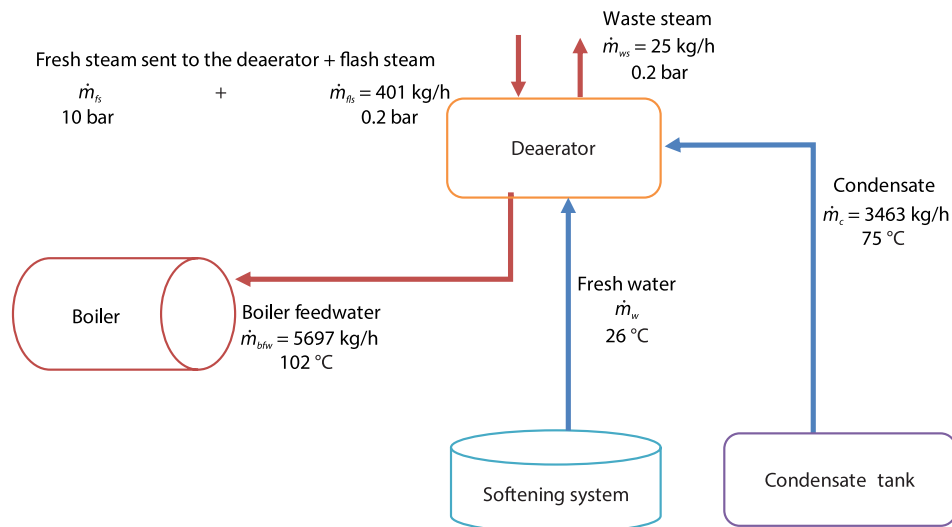 Waste steam
ṁws = 25 kg/h
0.2 bar
Fresh steam sent to the deaerator + flash steam
ṁfs + ṁfls = 401 kg/h
10 bar 0.2 bar
Deaerator
Condensate
ṁc = 3463 kg/h
75 °C
Fresh water
ṁw
26 °C
Boiler
Boiler feedwater
ṁbfw = 5697 kg/h
102 °C
Softening system
Condensate tank